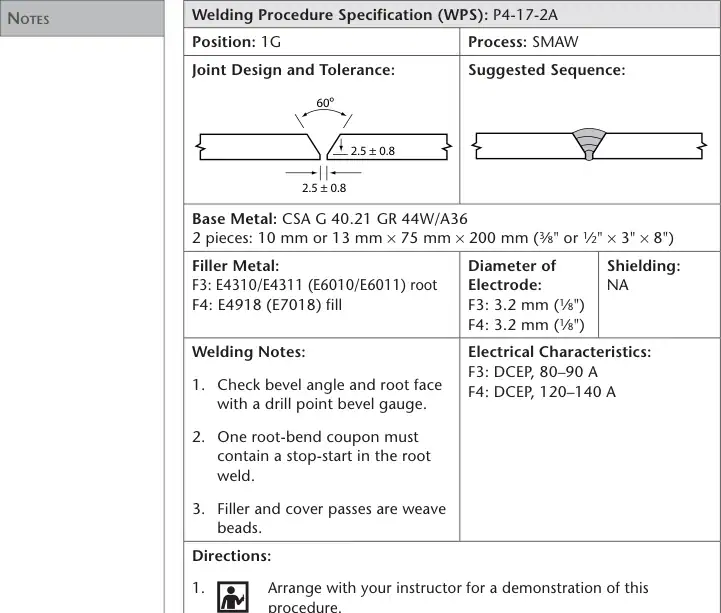 NOTES
Welding Procedure Specification (WPS): P4-17-2A
Position: 1G
Process: SMAW
Joint Design and Tolerance:
Suggested Sequence:
60º
2.5 ± 0.8
2.5 ± 0.8
Base Metal: CSA G 40.21 GR 44W/A36
2 pieces: 10 mm or 13 mm × 75 mm × 200 mm (⅜" or ½" × 3" × 8")
Filler Metal:
F3: E4310/E4311 (E6010/E6011) root
F4: E4918 (E7018) fill
Diameter of
Electrode:
F3: 3.2 mm (⅛")
F4: 3.2 mm (⅛")
Shielding:
NA
Welding Notes:
1. Check bevel angle and root face
with a drill point bevel gauge.
2. One root-bend coupon must
contain a stop-start in the root
weld.
3. Filler and cover passes are weave
beads.
Electrical Characteristics:
F3: DCEP, 80–90 A
F4: DCEP, 120–140 A
Directions:
1. Arrange with your instructor for a demonstration of this
procedure.